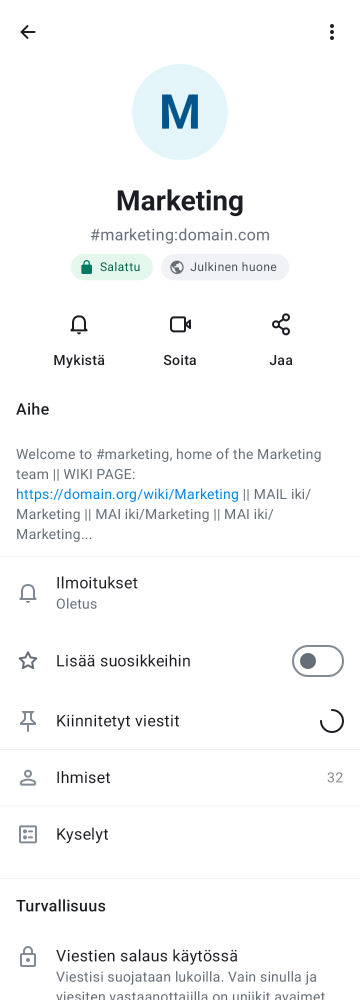 M
Marketing
#marketing:domain.com
Salattu Julkinen huone
Mykistä Soita Jaa
Aihe
Welcome to #marketing, home of the Marketing
team || WIKI PAGE:
https://domain.org/wiki/Marketing || MAIL iki/
Marketing || MAI iki/Marketing || MAI iki/
Marketing...
Ilmoitukset
Oletus
Lisää suosikkeihin
Kiinnitetyt viestit
Ihmiset 32
Kyselyt
Turvallisuus
Viestien salaus käytössä
Viestisi suojataan lukoilla. Vain sinulla ja
viestien vastaanottajilla on uniikit avaimet